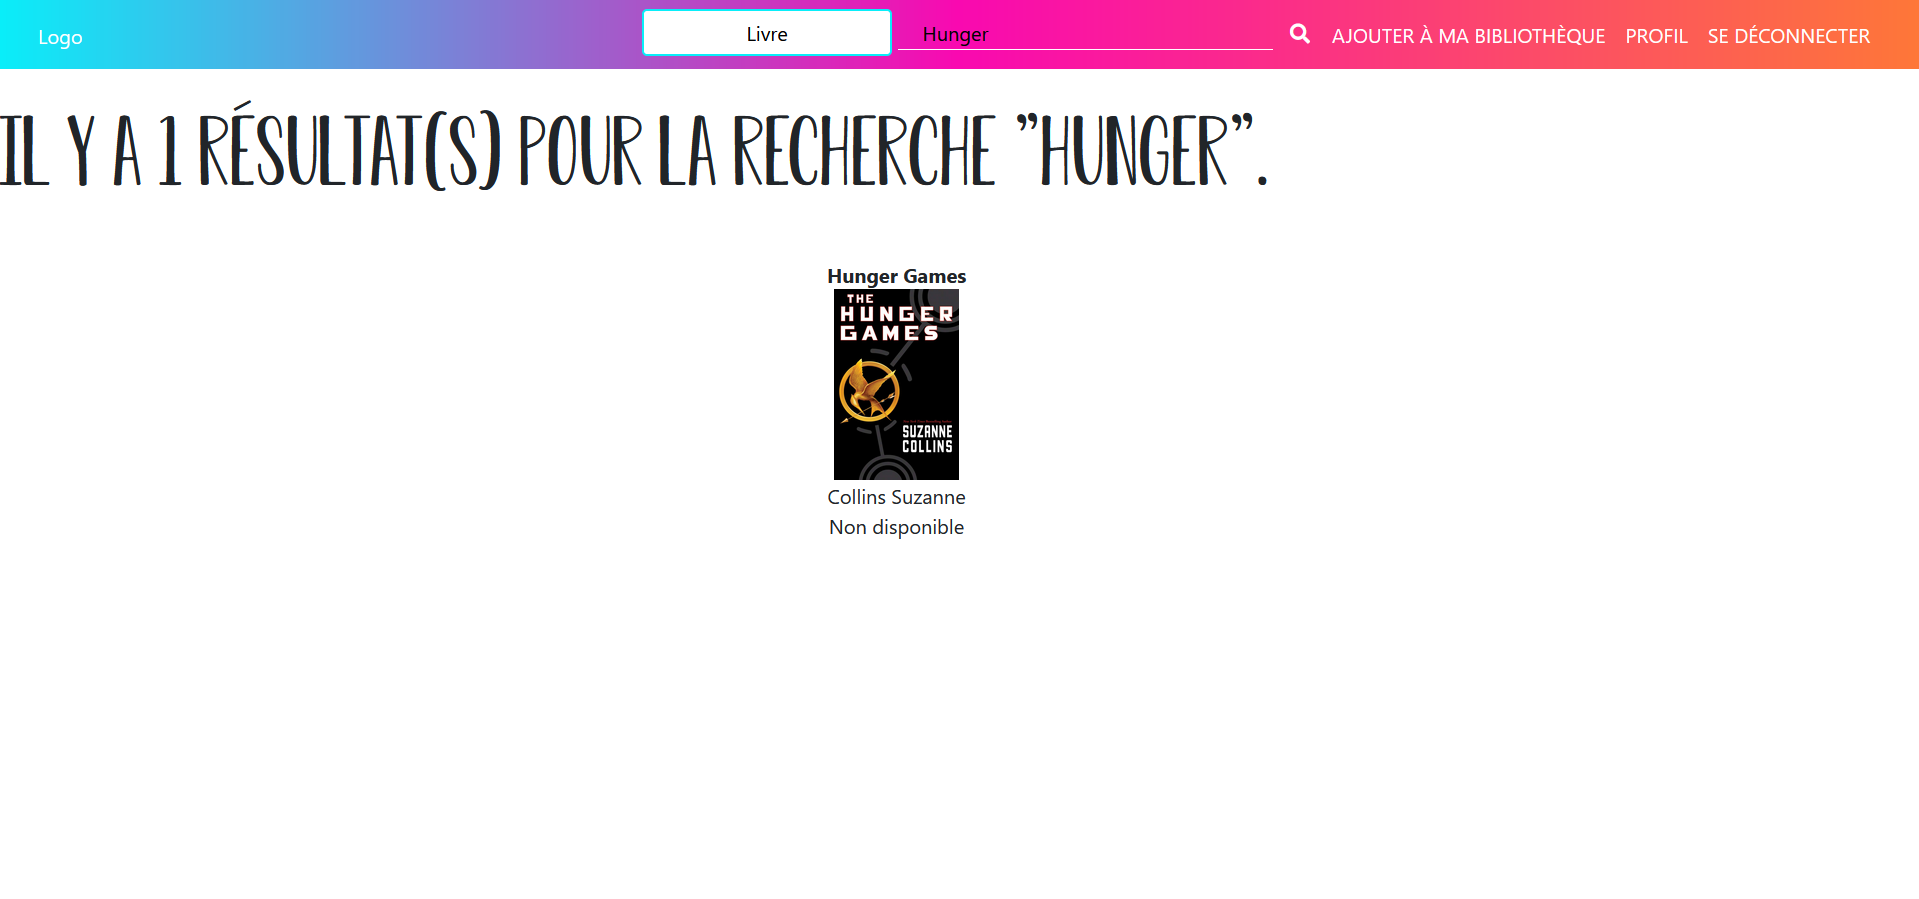 Logo
Livre
Hunger
AJOUTER À MA BIBLIOTHÈQUE
PROFIL
SE DÉCONNECTER
IL Y A 1 RÉSULTAT(S) POUR LA RECHERCHE "HUNGER".
Hunger Games
THE
HUNGER
GAMES
SUZANNE
COLLINS
Collins Suzanne
Non disponible